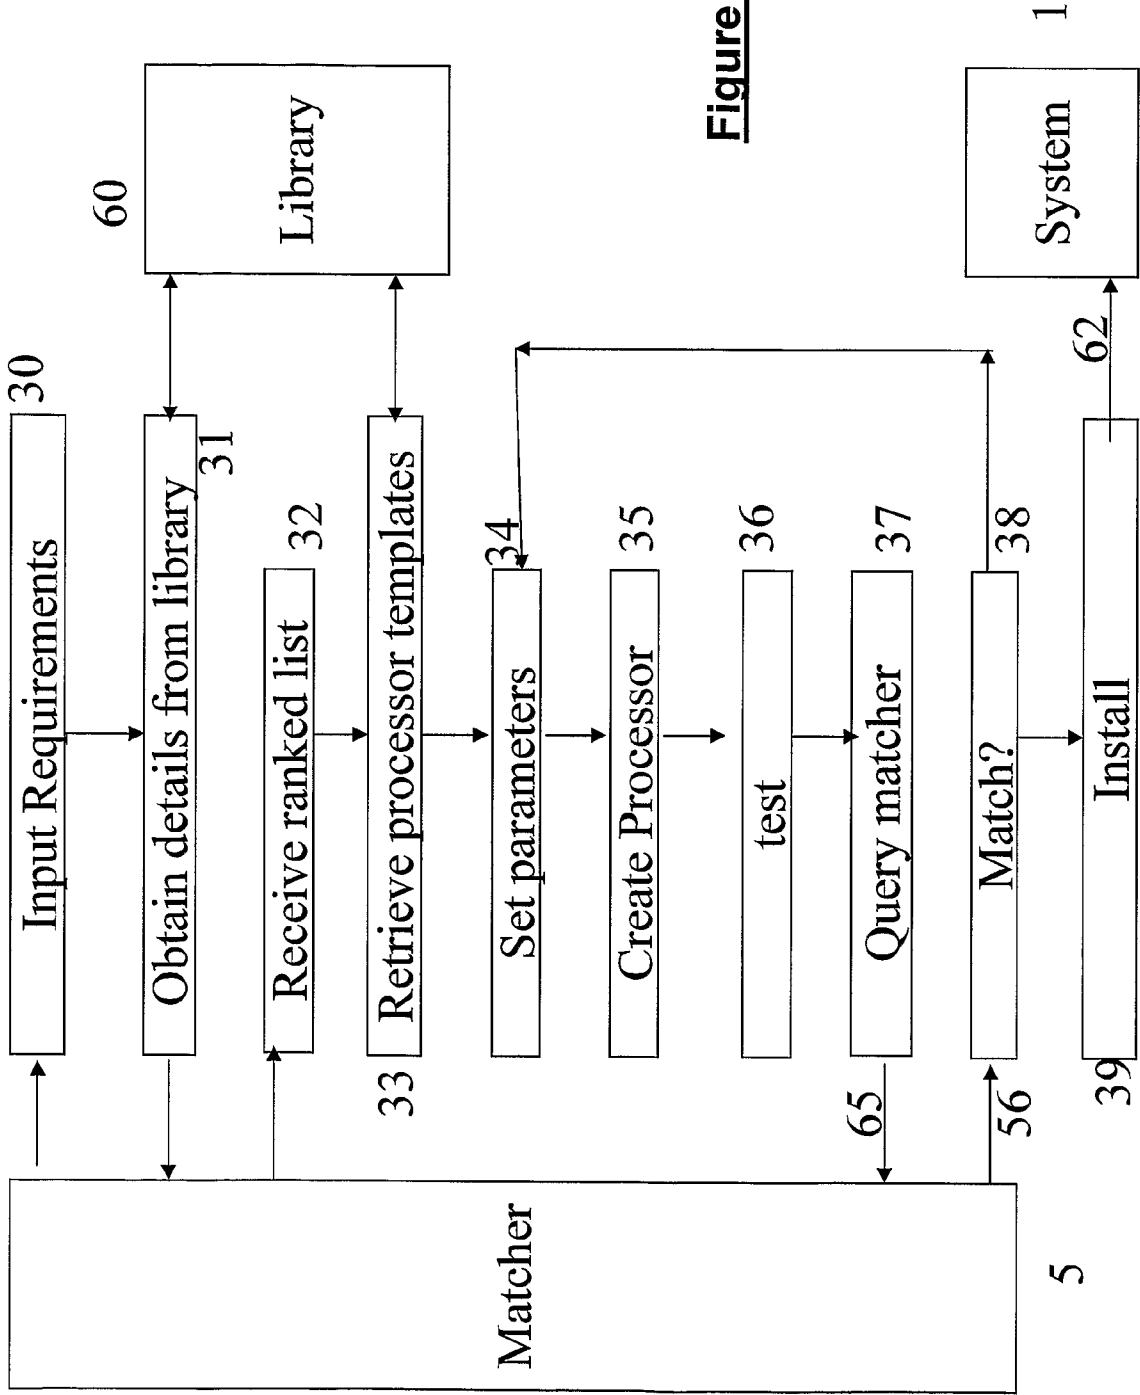 Input Requirements
30
60
Obtain details from library
31
Library
Receive ranked list
32
33
Retrieve processor templates
Set parameters
34
Create Processor
35
Figure
test
36
65
Query matcher
37
Matcher
5
56
Match?
38
39
Install
62
System
1